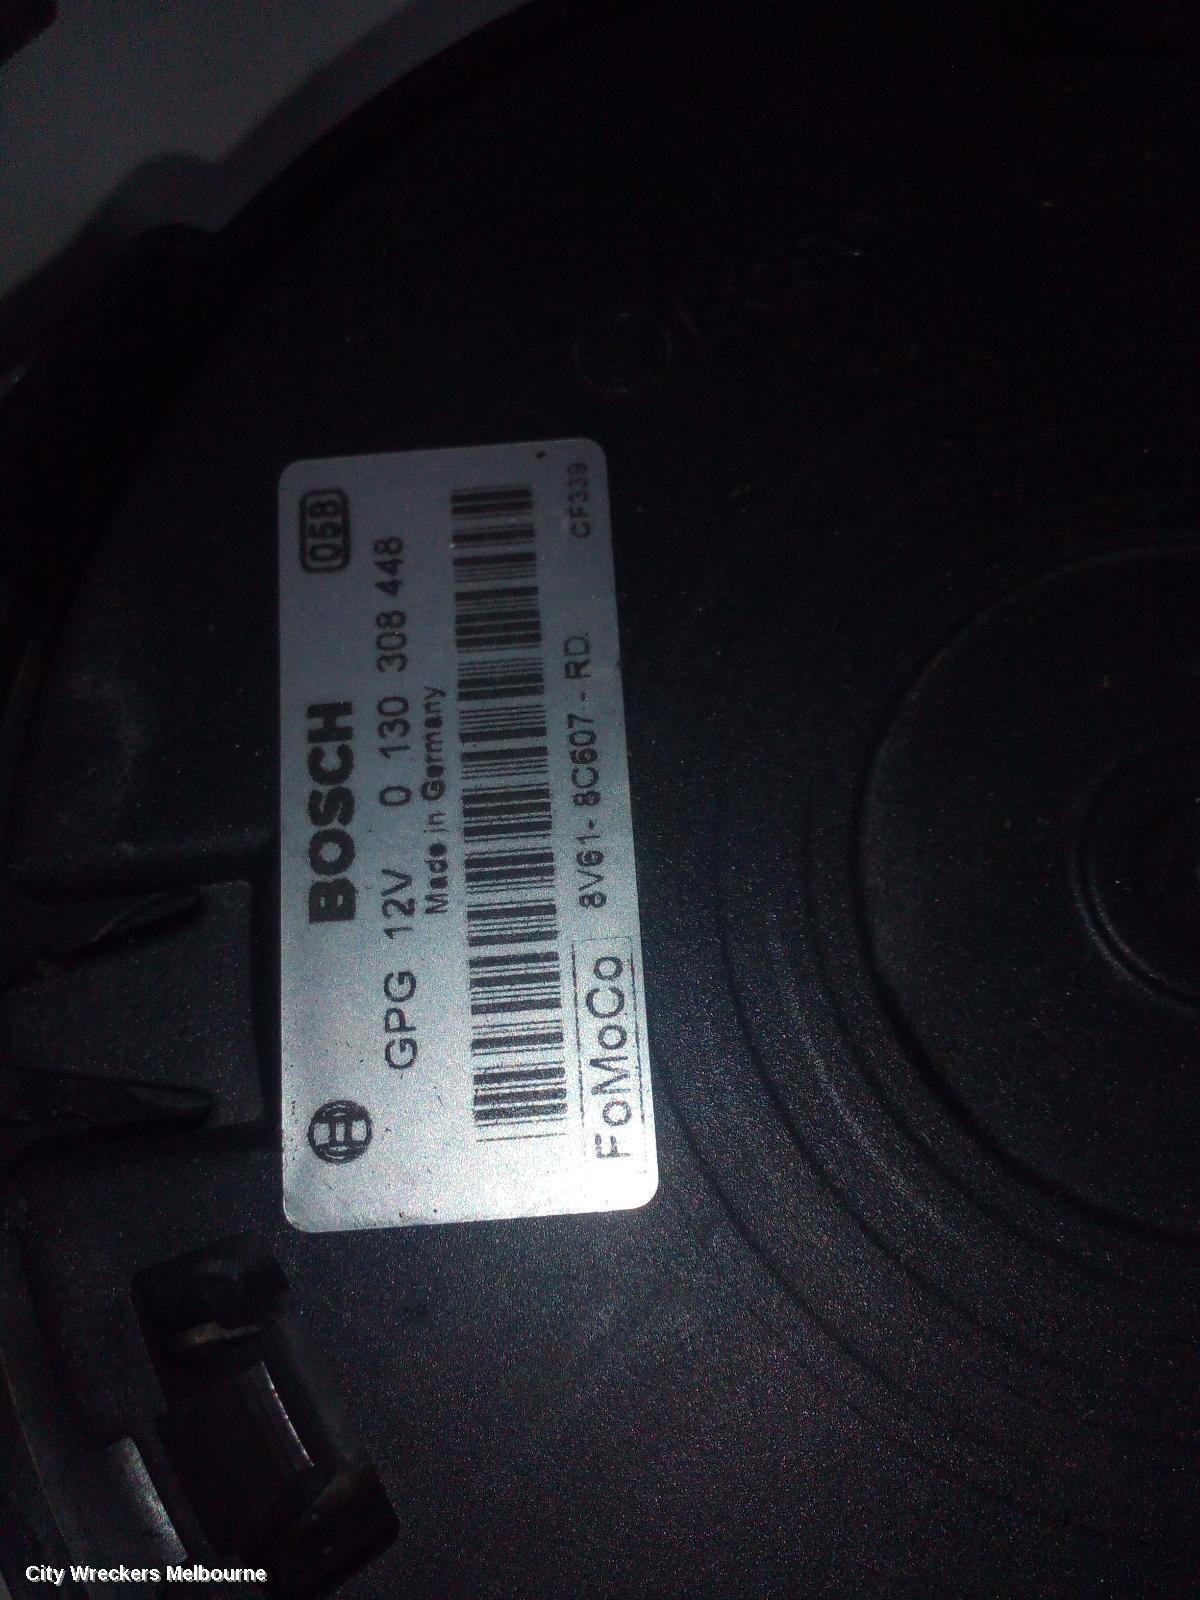 BOSCH
058
GPG 12V 0 130 308 448
Made in Germany
CF339
FoMoCo 8V61-8C607-RD
City Wreckers Melbourne